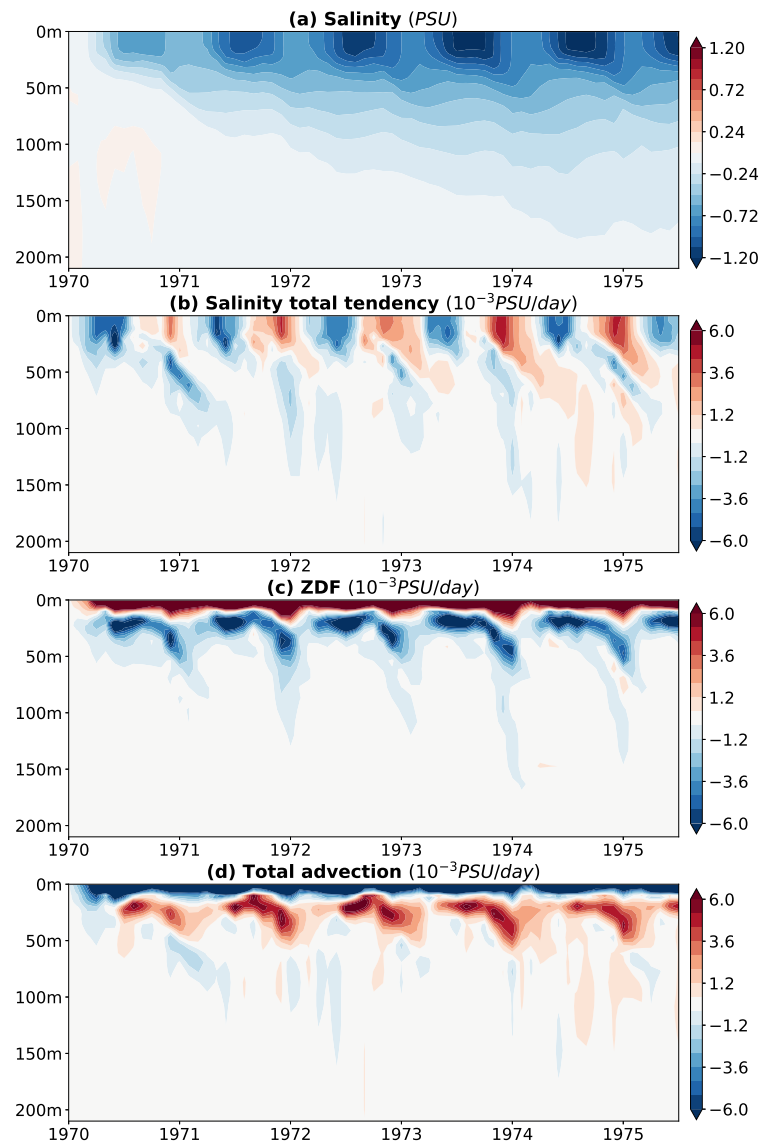 (a) Salinity (PSU)
0m
50m
100m
150m
200m
1970 1971 1972 1973 1974 1975
1.20
0.72
0.24
−0.24
−0.72
−1.20
(b) Salinity total tendency (10⁻³PSU/day)
0m
50m
100m
150m
200m
1970 1971 1972 1973 1974 1975
6.0
3.6
1.2
−1.2
−3.6
−6.0
(c) ZDF (10⁻³PSU/day)
0m
50m
100m
150m
200m
1970 1971 1972 1973 1974 1975
6.0
3.6
1.2
−1.2
−3.6
−6.0
(d) Total advection (10⁻³PSU/day)
0m
50m
100m
150m
200m
1970 1971 1972 1973 1974 1975
6.0
3.6
1.2
−1.2
−3.6
−6.0